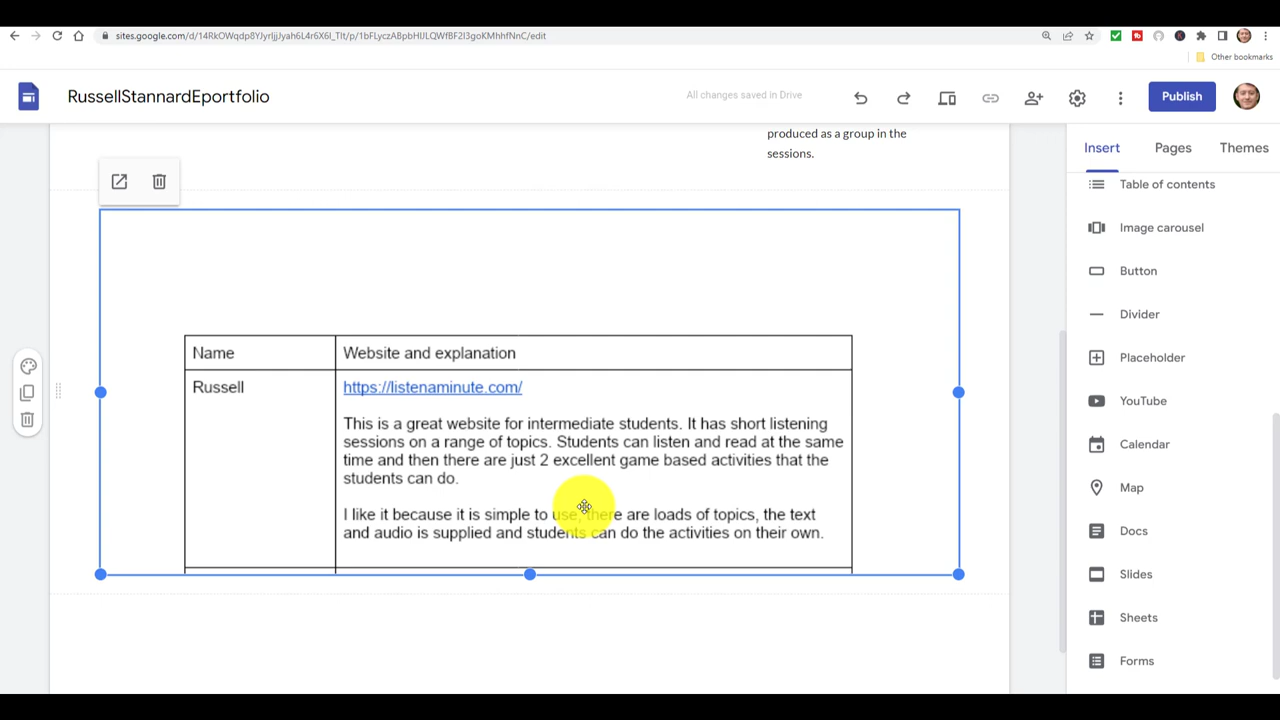 sites.google.com/d/14RkOWqdp8YJyrIjjJyah6L4r6X6l_TIt/p/1bFLyczABpbHIJLQWfBF2I3goKMhhfNnC/edit
Other bookmarks
RussellStannardEportfolio
All changes saved in Drive
Publish
produced as a group in the
sessions.
Insert
Pages
Themes
Table of contents
Image carousel
Button
Divider
Placeholder
YouTube
Calendar
Map
Docs
Slides
Sheets
Forms
Name
Website and explanation
Russell
https://listenaminute.com/
This is a great website for intermediate students. It has short listening
sessions on a range of topics. Students can listen and read at the same
time and then there are just 2 excellent game based activities that the
students can do.
I like it because it is simple to use, there are loads of topics, the text
and audio is supplied and students can do the activities on their own.